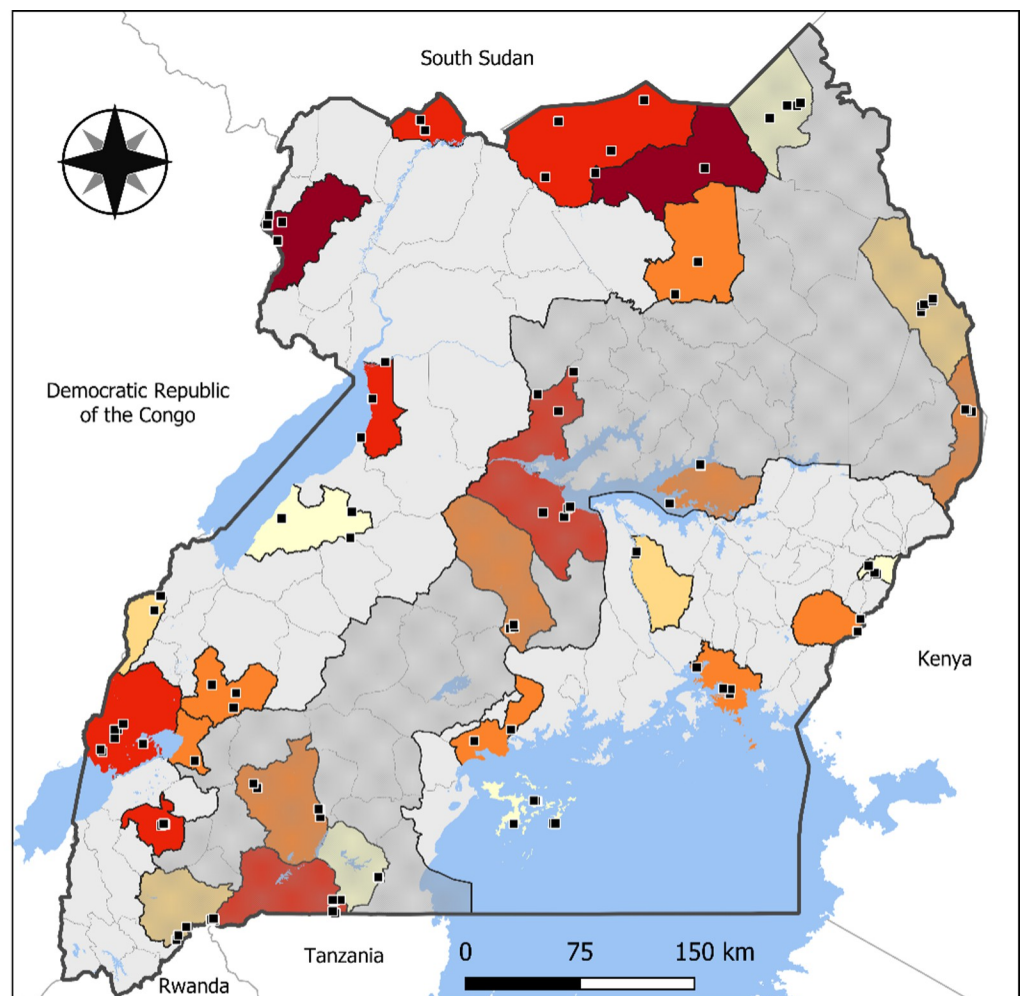 South Sudan
Democratic Republic
of the Congo
Kenya
Tanzania
Rwanda
0 75 150 km